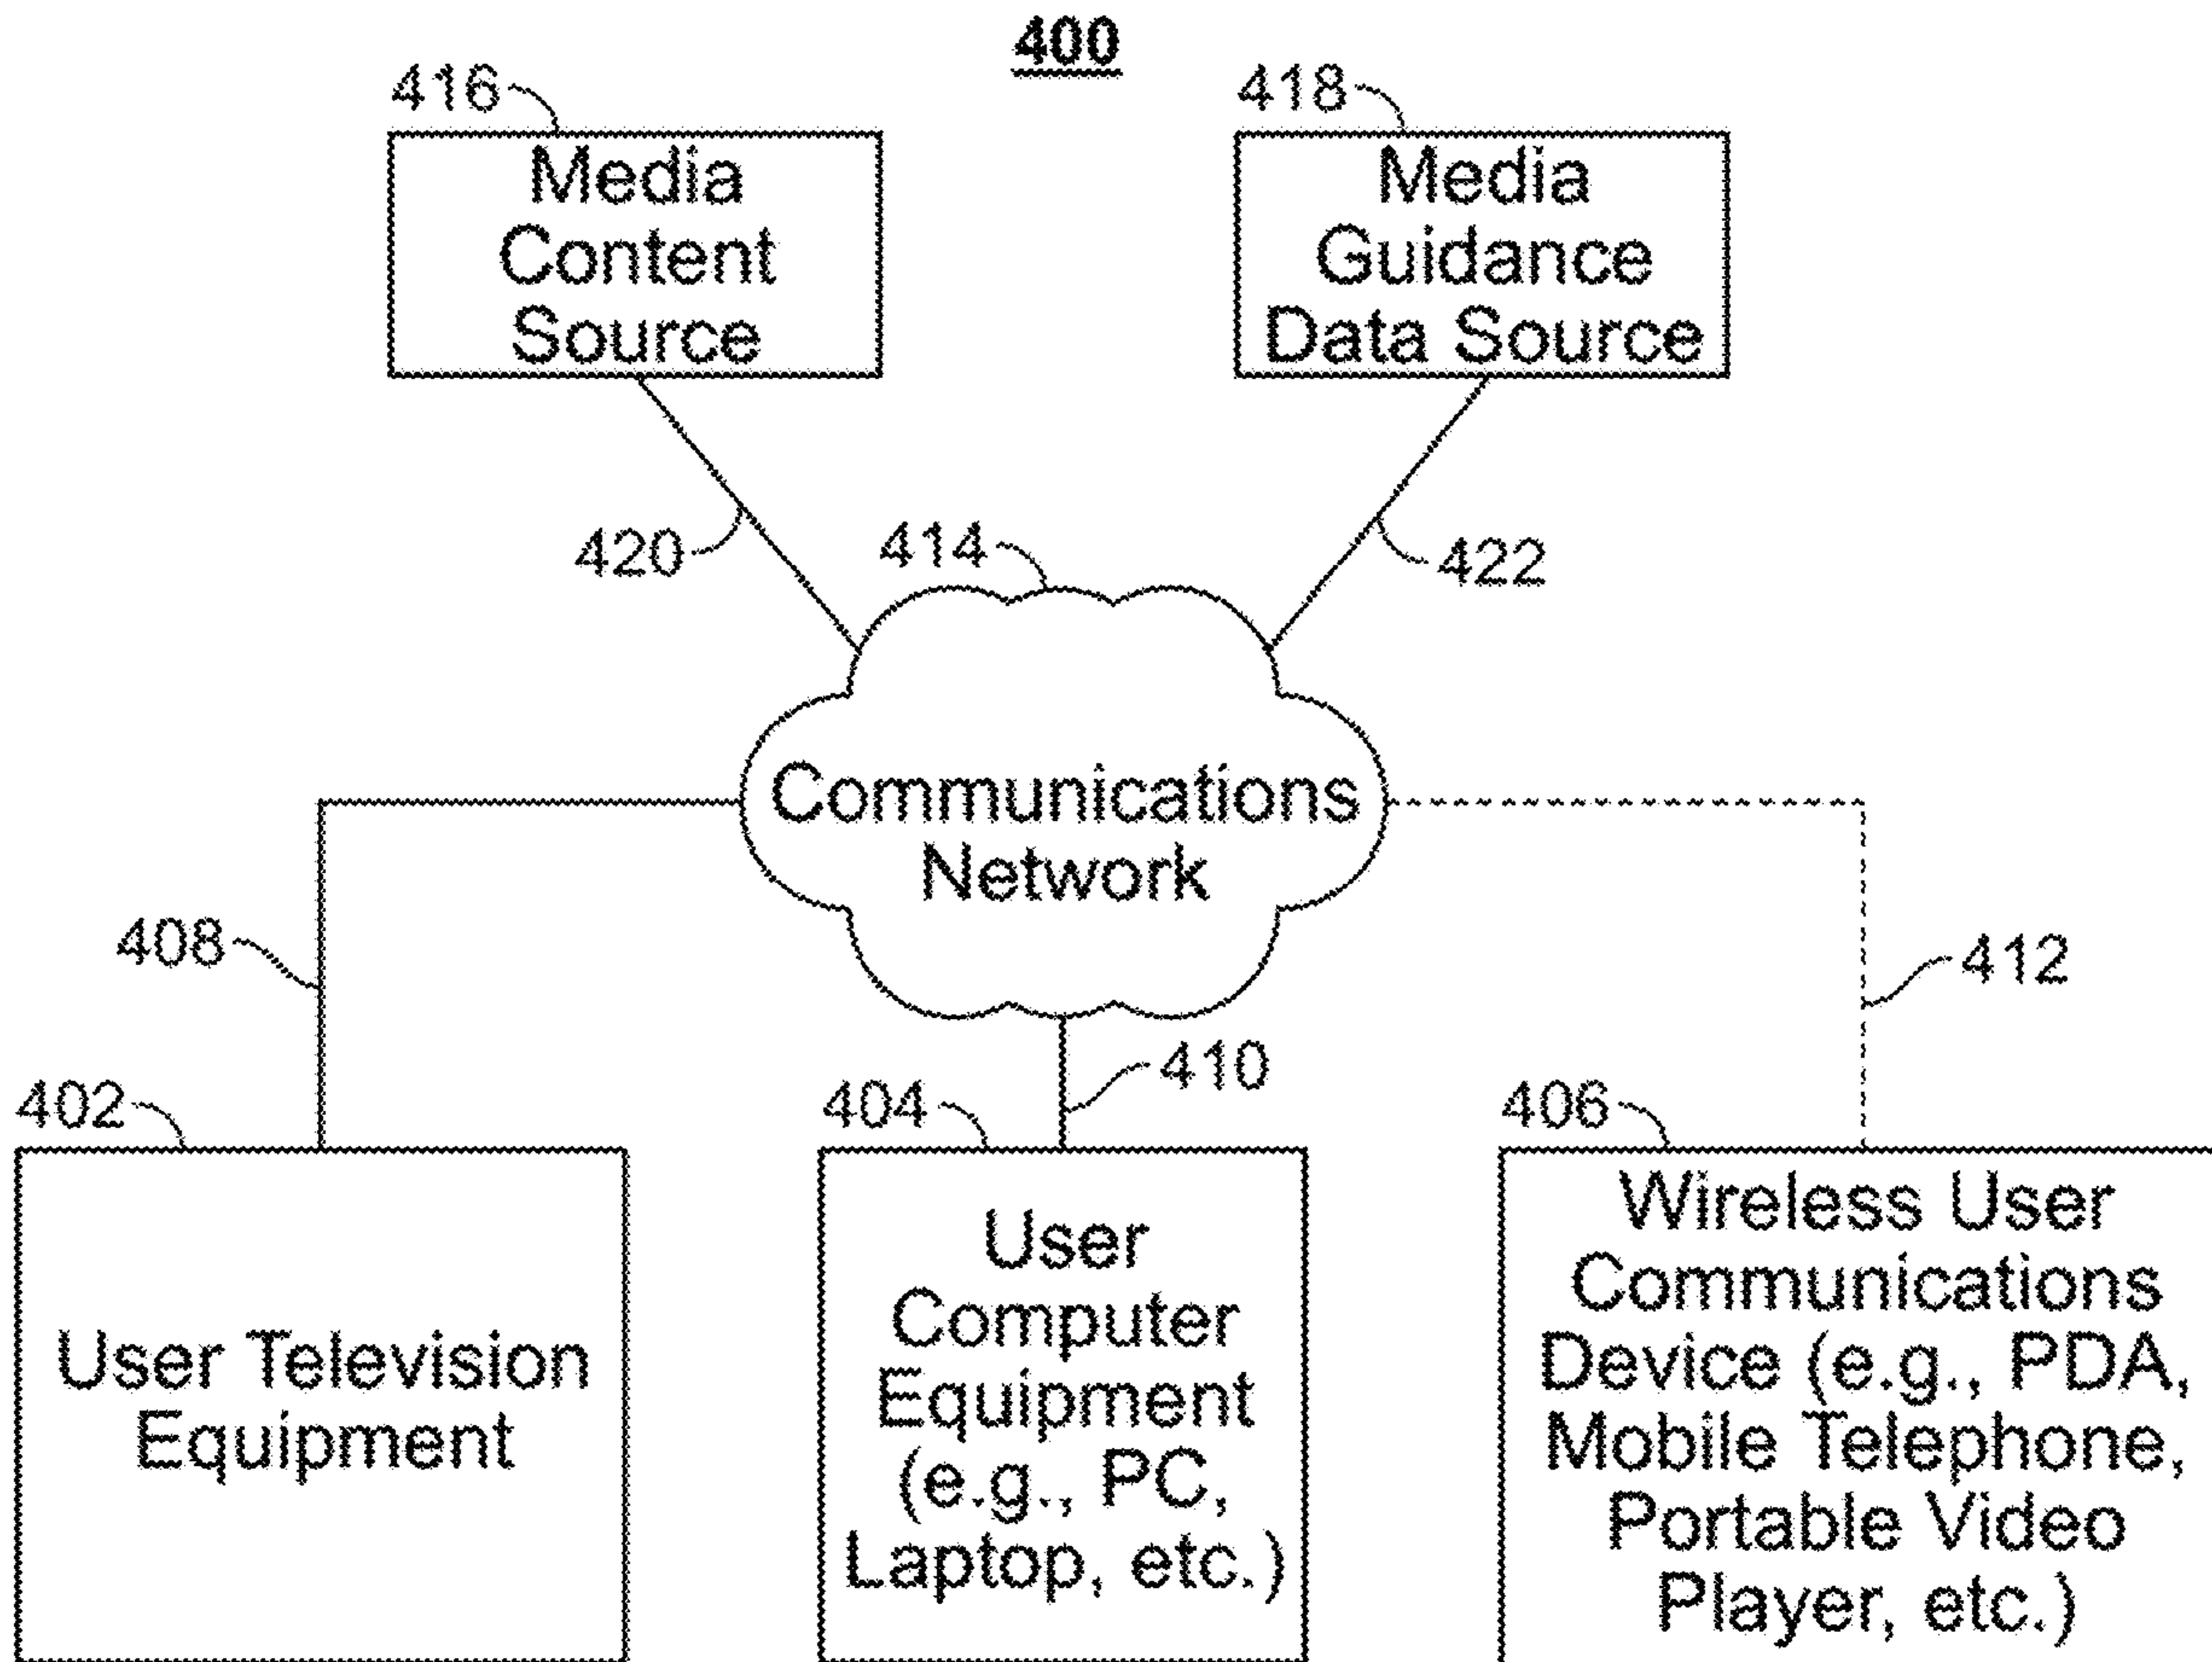 400
416
418
Media
Content
Source
Media
Guidance
Data Source
420
414
422
Communications
Network
408
412
410
402
404
406
User Television
Equipment
User
Computer
Equipment
(e.g., PC,
Laptop, etc.)
Wireless User
Communications
Device (e.g., PDA,
Mobile Telephone,
Portable Video
Player, etc.)